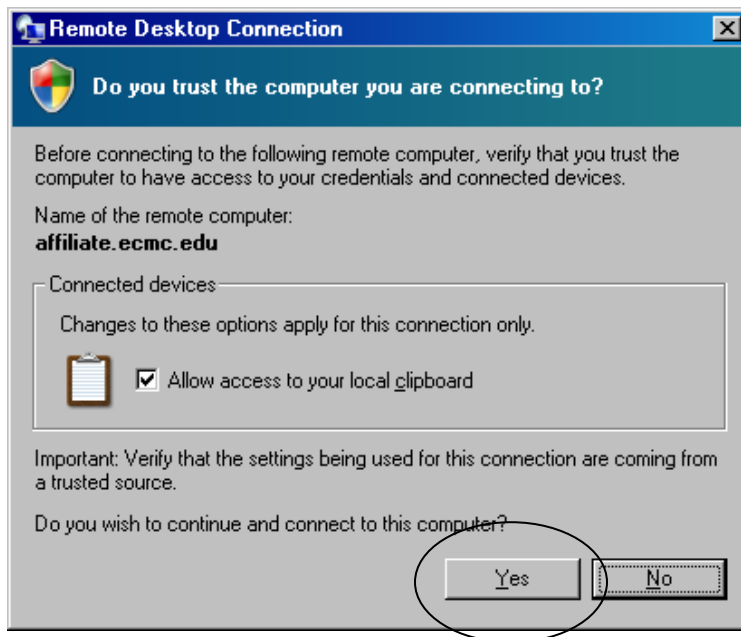 Remote Desktop Connection
Do you trust the computer you are connecting to?
Before connecting to the following remote computer, verify that you trust the
computer to have access to your credentials and connected devices.
Name of the remote computer:
affiliate.ecmc.edu
Connected devices
Changes to these options apply for this connection only.
Allow access to your local clipboard
Important: Verify that the settings being used for this connection are coming from
a trusted source.
Do you wish to continue and connect to this computer?
Yes No